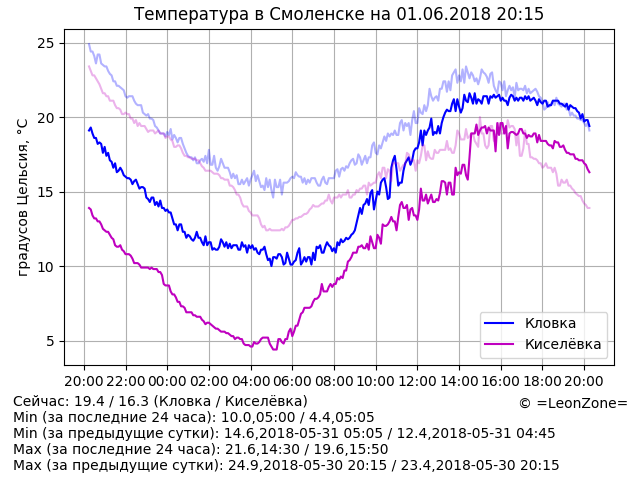 Температура в Смоленске на 01.06.2018 20:15
градусов Цельсия, °C
25
20
15
10
5
Кловка
Киселёвка
20:00 22:00 00:00 02:00 04:00 06:00 08:00 10:00 12:00 14:00 16:00 18:00 20:00
Сейчас: 19.4 / 16.3 (Кловка / Киселёвка)
© =LeonZone=
Min (за последние 24 часа): 10.0,05:00 / 4.4,05:05
Min (за предыдущие сутки): 14.6,2018-05-31 05:05 / 12.4,2018-05-31 04:45
Max (за последние 24 часа): 21.6,14:30 / 19.6,15:50
Max (за предыдущие сутки): 24.9,2018-05-30 20:15 / 23.4,2018-05-30 20:15